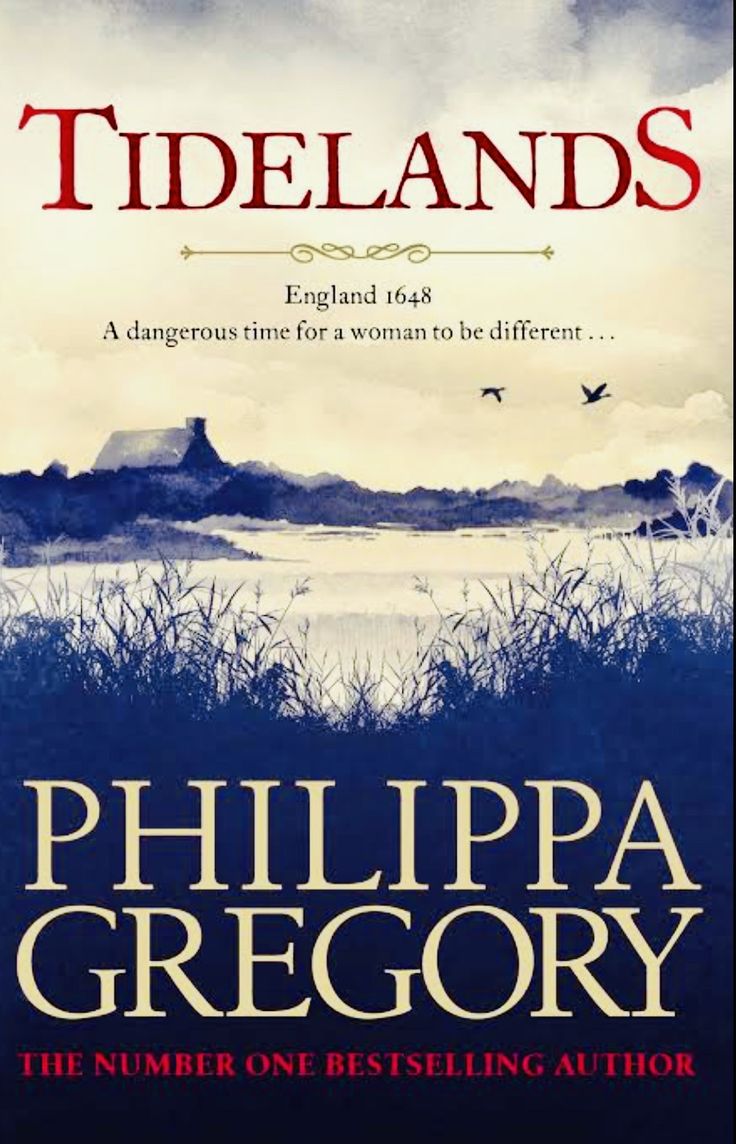 TIDELANDS
England 1648
A dangerous time for a woman to be different...
PHILIPPA
GREGORY
THE NUMBER ONE BESTSELLING AUTHOR